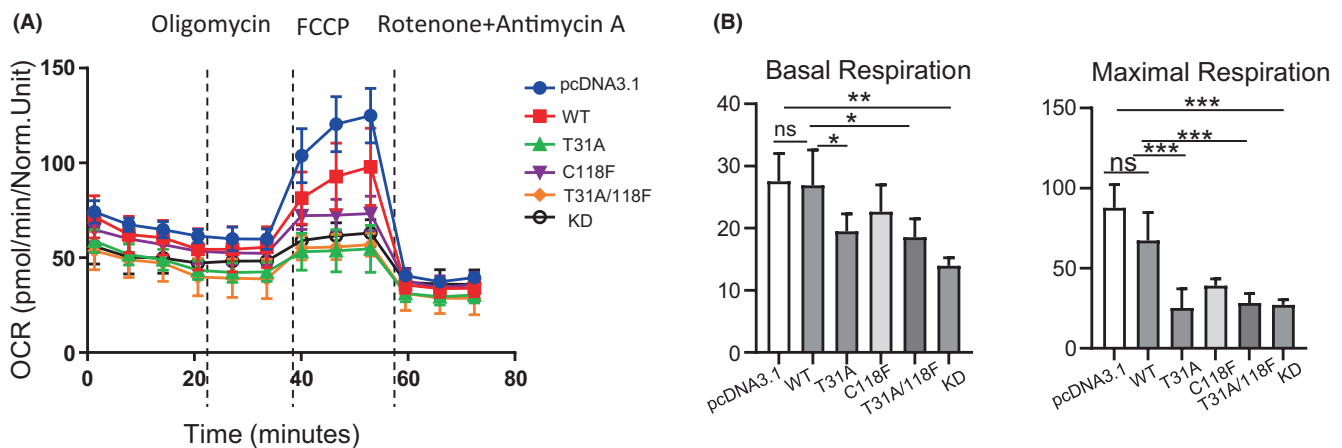 (A)
Oligomycin FCCP Rotenone+Antimycin A
OCR (pmol/min/Norm.Unit)
150
100
50
0
0 20 40 60 80
Time (minutes)
pcDNA3.1
WT
T31A
C118F
T31A/118F
KD
(B)
Basal Respiration
40
30
20
10
0
**
*
ns
*
pcDNA3.1 WT T31A C118F T31A/118F KD
Maximal Respiration
150
100
50
0
***
***
ns ***
pcDNA3.1 WT T31A C118F T31A/118F KD